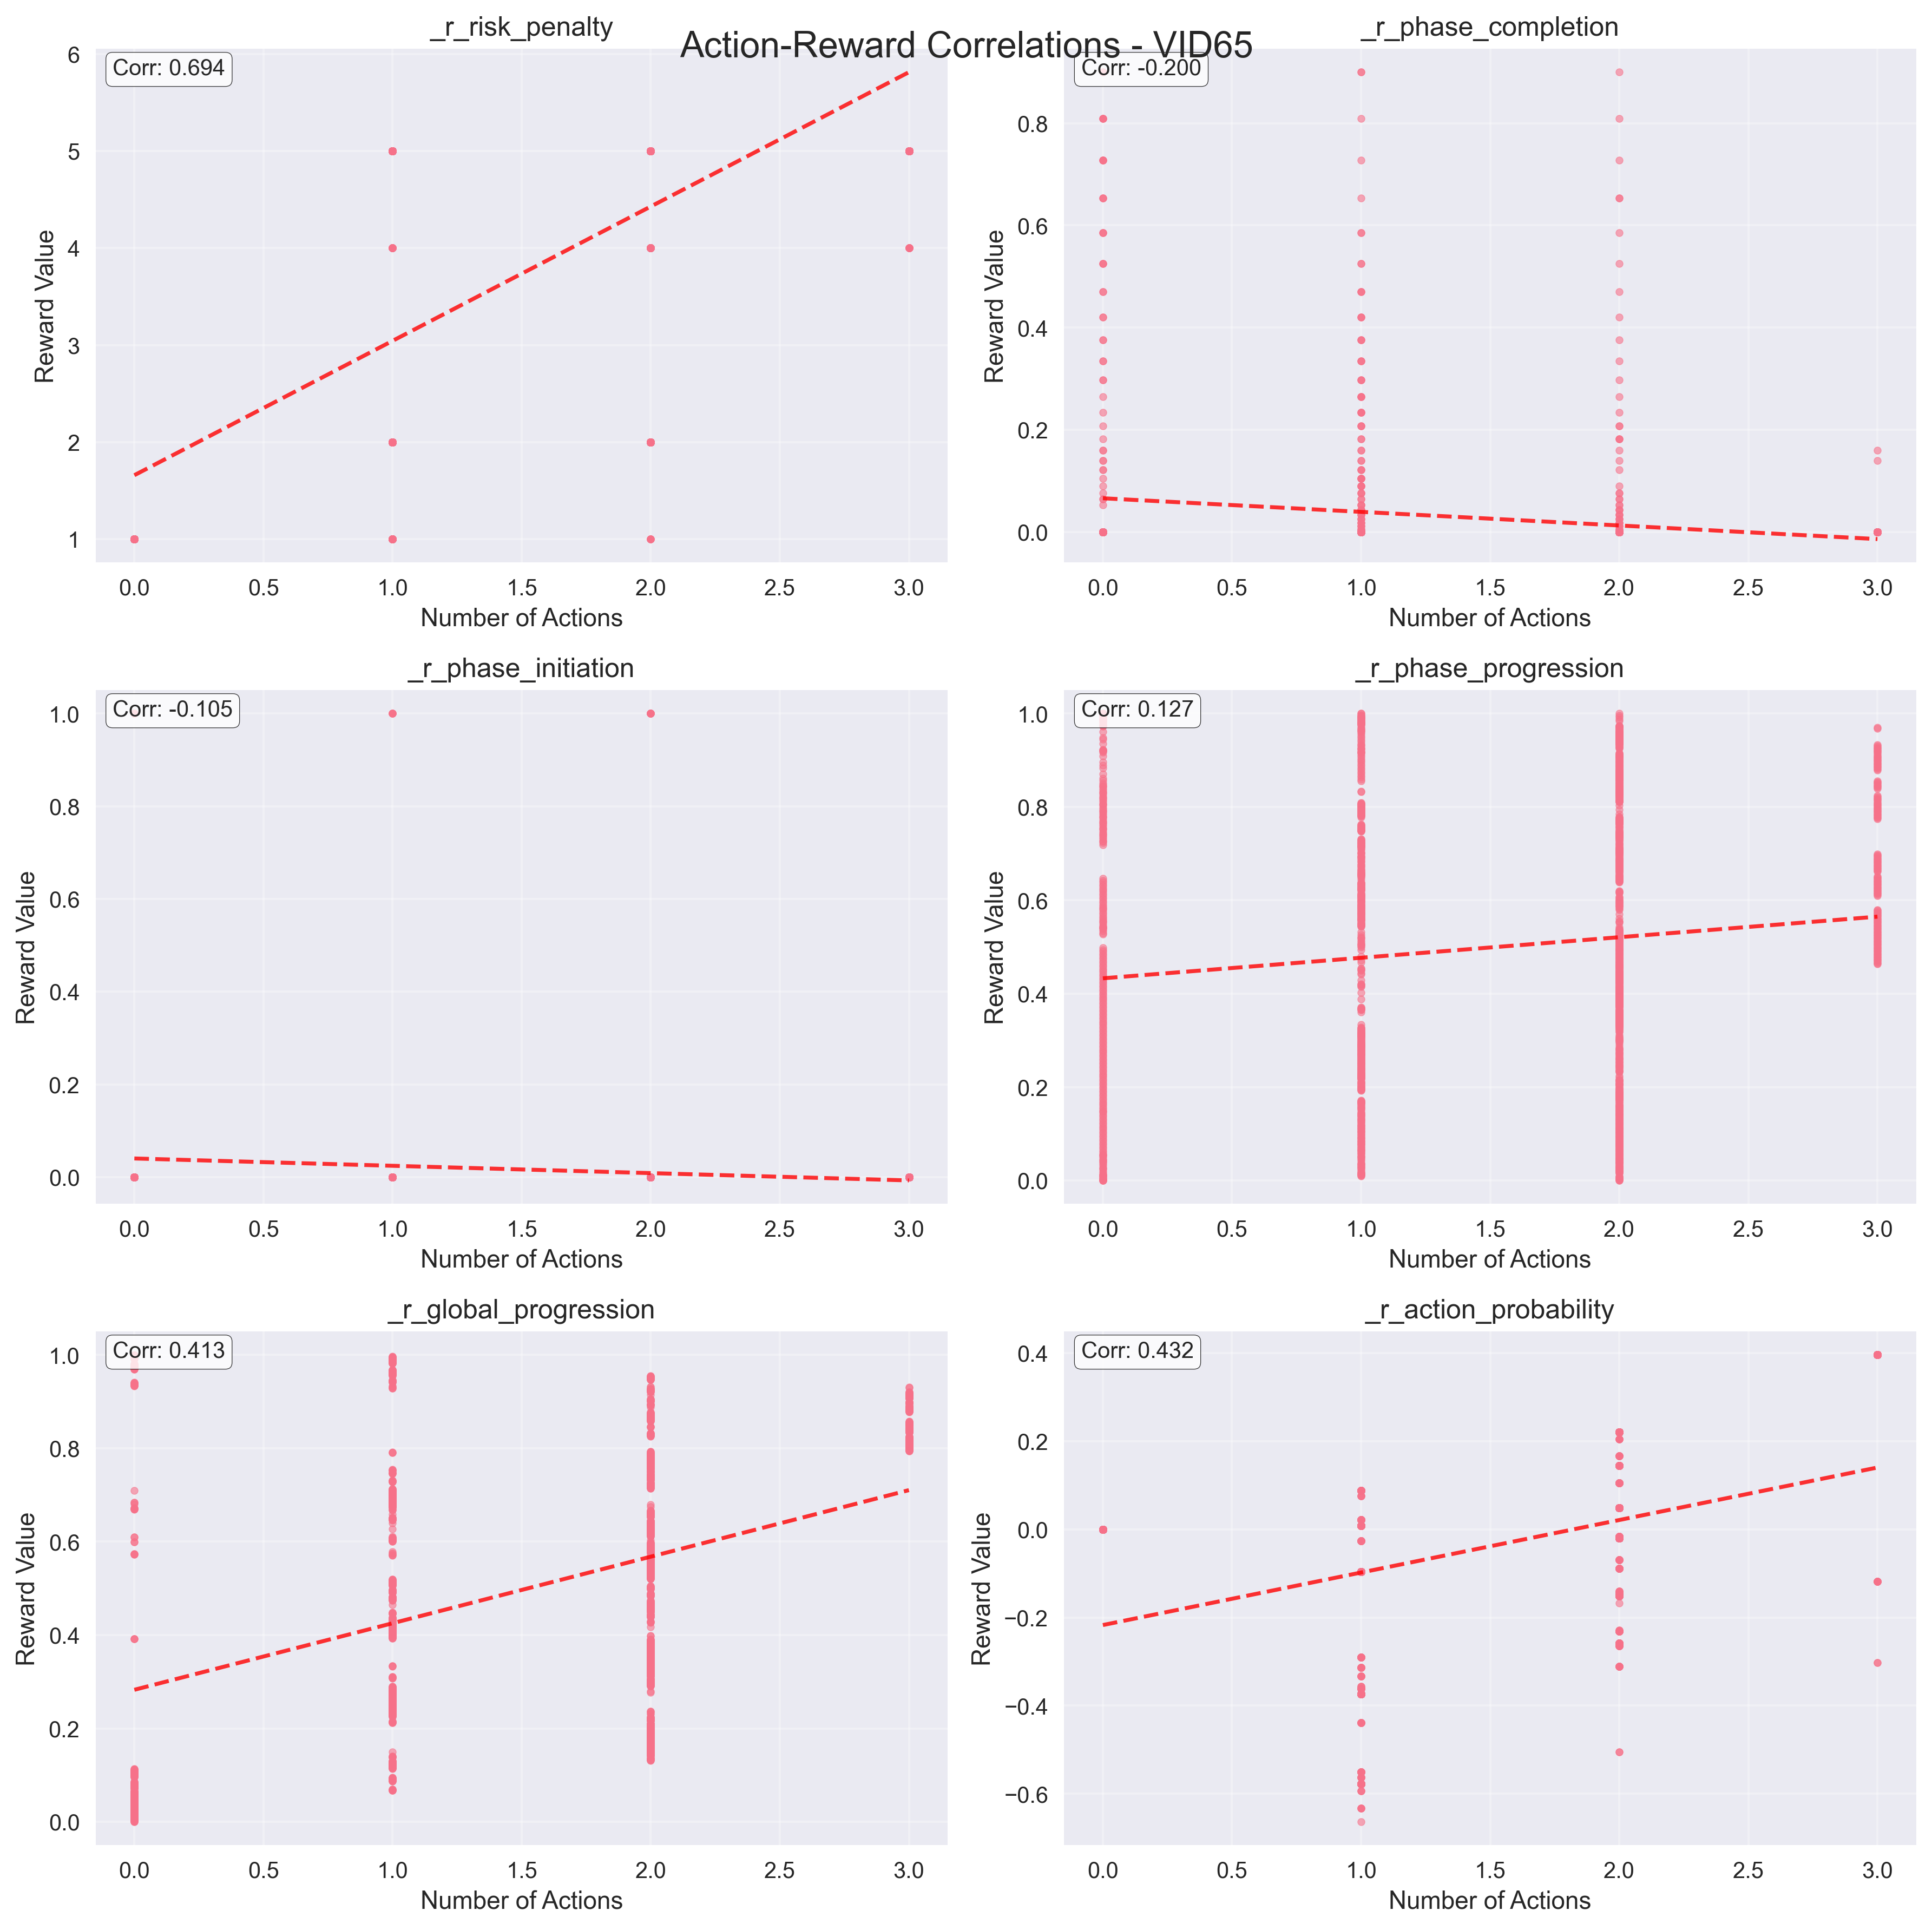 Action-Reward Correlations - VID65
_r_risk_penalty
Corr: 0.694
Reward Value
6
5
4
3
2
1
0.0 0.5 1.0 1.5 2.0 2.5 3.0
Number of Actions
_r_phase_completion
Corr: -0.200
Reward Value
0.8
0.6
0.4
0.2
0.0
0.0 0.5 1.0 1.5 2.0 2.5 3.0
Number of Actions
_r_phase_initiation
Corr: -0.105
Reward Value
1.0
0.8
0.6
0.4
0.2
0.0
0.0 0.5 1.0 1.5 2.0 2.5 3.0
Number of Actions
_r_phase_progression
Corr: 0.127
Reward Value
1.0
0.8
0.6
0.4
0.2
0.0
0.0 0.5 1.0 1.5 2.0 2.5 3.0
Number of Actions
_r_global_progression
Corr: 0.413
Reward Value
1.0
0.8
0.6
0.4
0.2
0.0
0.0 0.5 1.0 1.5 2.0 2.5 3.0
Number of Actions
_r_action_probability
Corr: 0.432
Reward Value
0.4
0.2
0.0
−0.2
−0.4
−0.6
0.0 0.5 1.0 1.5 2.0 2.5 3.0
Number of Actions